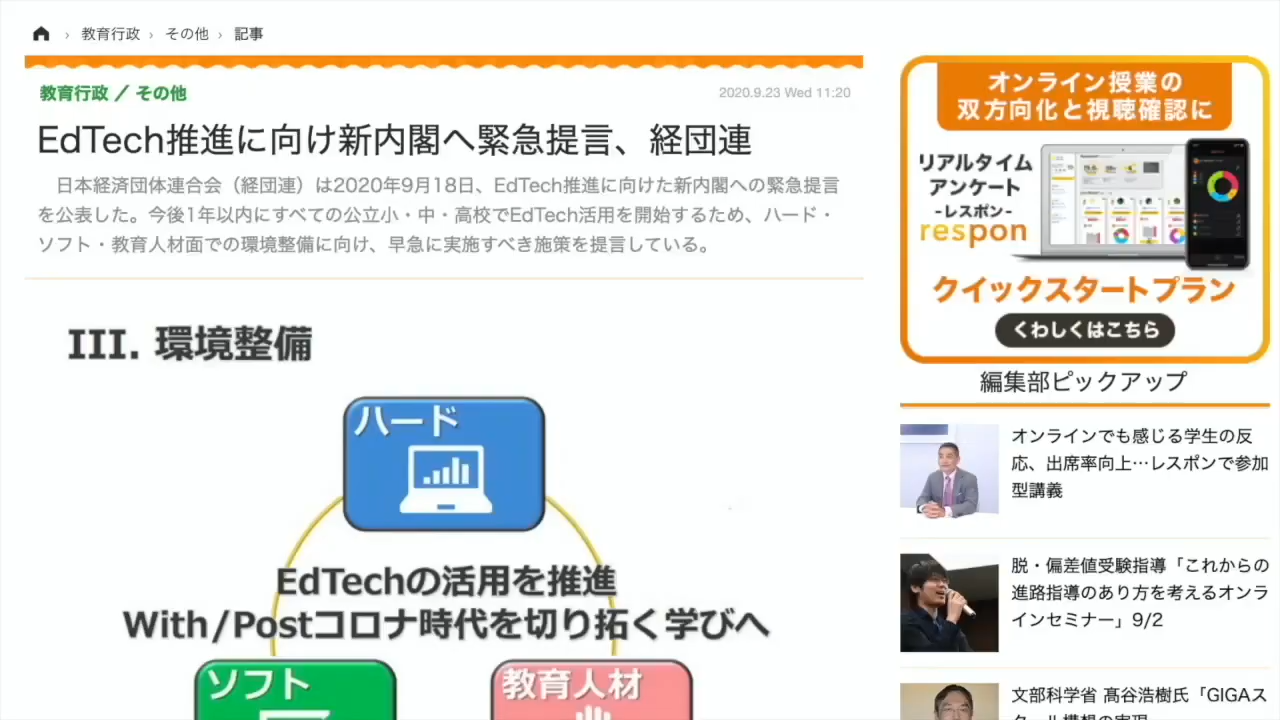 › 教育行政 › その他 › 記事
教育行政 ／ その他
2020.9.23 Wed 11:20
EdTech推進に向け新内閣へ緊急提言、経団連
日本経済団体連合会（経団連）は2020年9月18日、EdTech推進に向けた新内閣への緊急提言
を公表した。今後1年以内にすべての公立小・中・高校でEdTech活用を開始するため、ハード・
ソフト・教育人材面での環境整備に向け、早急に実施すべき施策を提言している。
III. 環境整備
ハード
EdTechの活用を推進
With/Postコロナ時代を切り拓く学びへ
ソフト
教育人材
オンライン授業の
双方向化と視聴確認に
リアルタイム
アンケート
-レスポン-
respon
クイックスタートプラン
くわしくはこちら
編集部ピックアップ
オンラインでも感じる学生の反
応、出席率向上…レスポンで参加
型講義
脱・偏差値受験指導「これからの
進路指導のあり方を考えるオンラ
インセミナー」9/2
文部科学省 髙谷浩樹氏「GIGAス
クール構想の実現